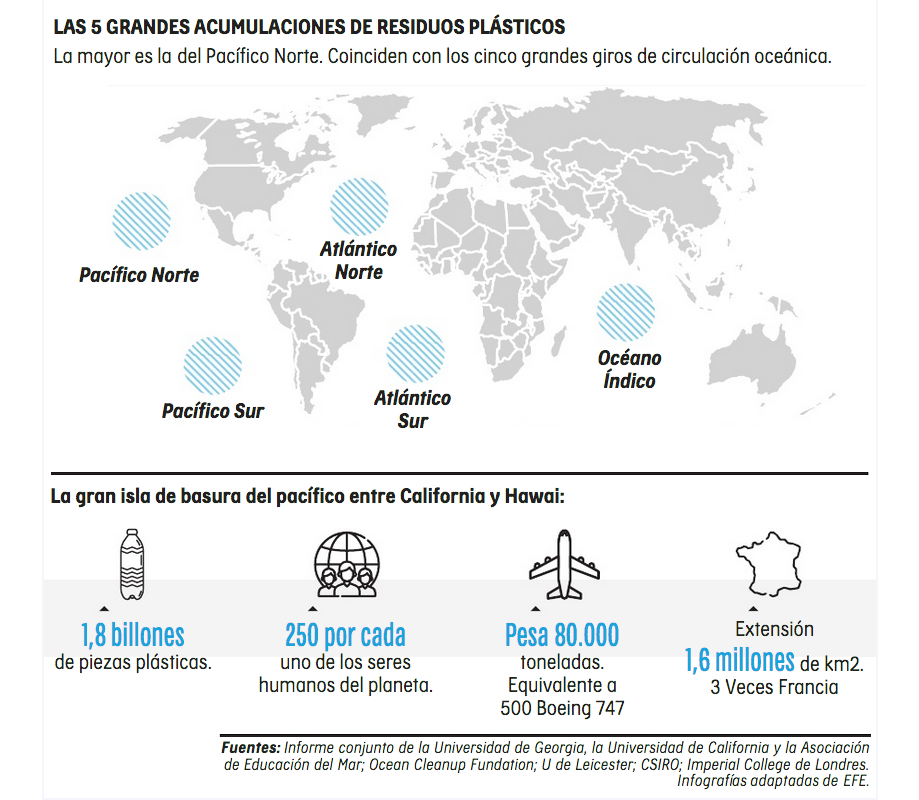 LAS 5 GRANDES ACUMULACIONES DE RESIDUOS PLÁSTICOS
La mayor es la del Pacífico Norte. Coinciden con los cinco grandes giros de circulación oceánica.
Pacífico Norte
Atlántico
Norte
Pacífico Sur
Atlántico
Sur
Océano
Índico
La gran isla de basura del pacífico entre California y Hawai:
1,8 billones
de piezas plásticas.
250 por cada
uno de los seres
humanos del planeta.
Pesa 80.000
toneladas.
Equivalente a
500 Boeing 747
Extensión
1,6 millones de km2.
3 Veces Francia
Fuentes: Informe conjunto de la Universidad de Georgia, la Universidad de California y la Asociación
de Educación del Mar; Ocean Cleanup Fundation; U de Leicester; CSIRO; Imperial College de Londres.
Infografías adaptadas de EFE.